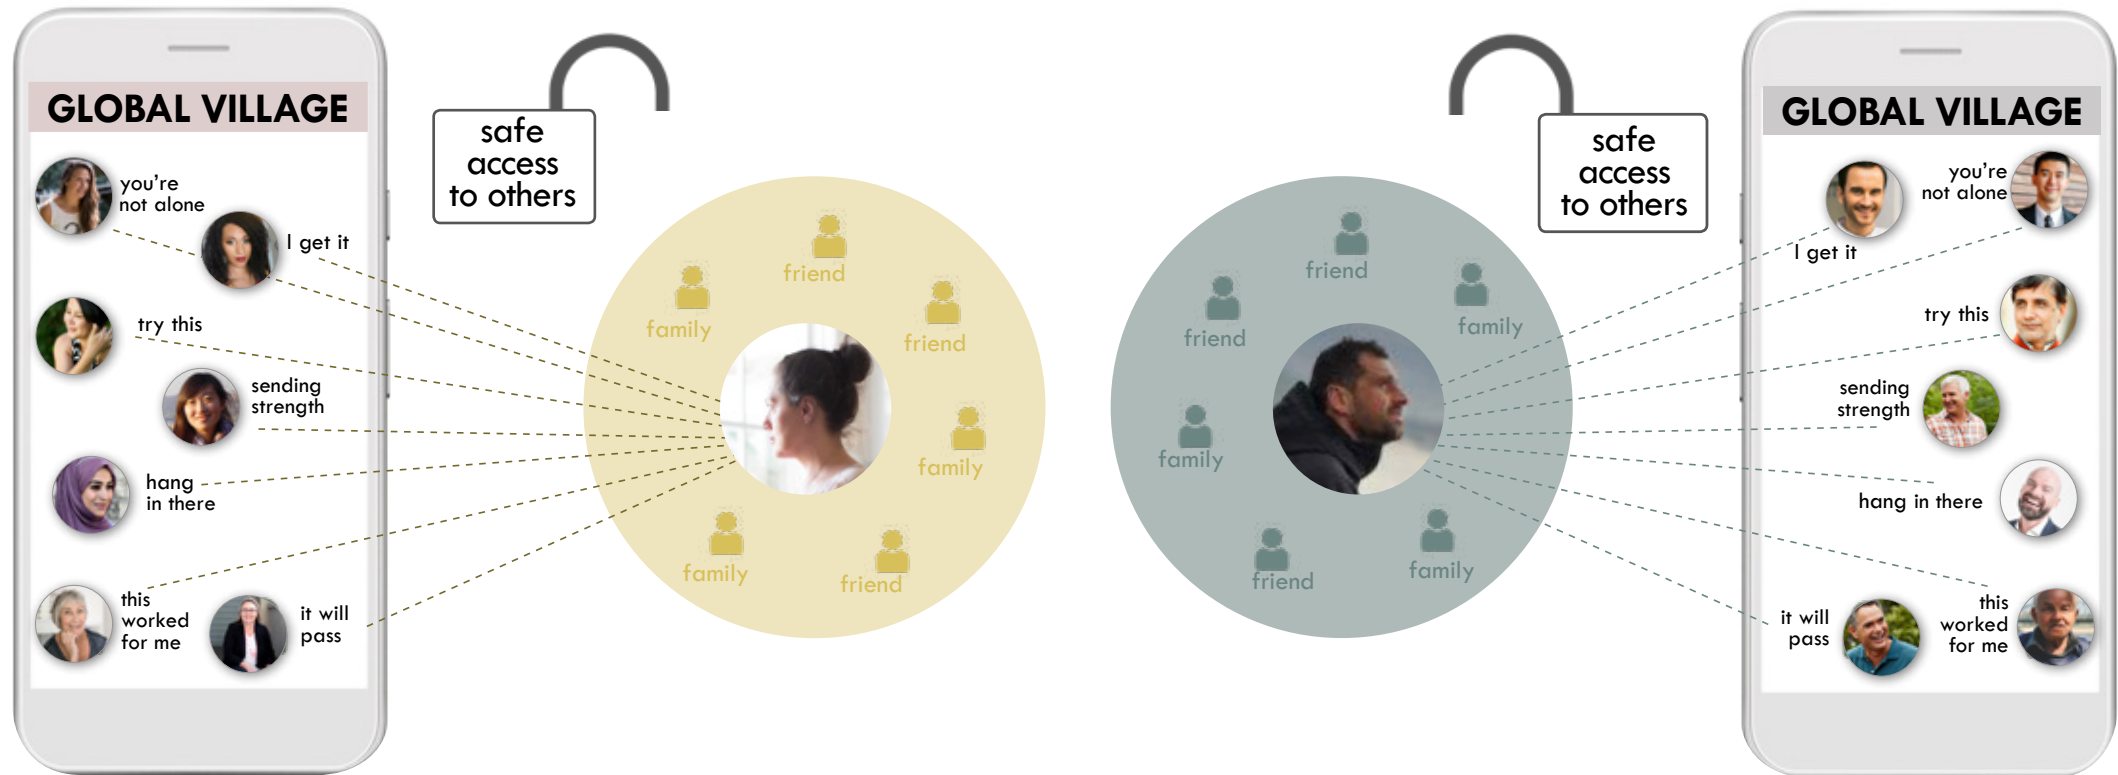 GLOBAL VILLAGE
you're
not alone
I get it
try this
sending
strength
hang
in there
this
worked
for me
it will
pass
safe
access
to others
friend
family
friend
family
family
friend
safe
access
to others
friend
family
friend
family
family
friend
GLOBAL VILLAGE
you're
not alone
I get it
try this
sending
strength
hang in there
it will
pass
this
worked
for me